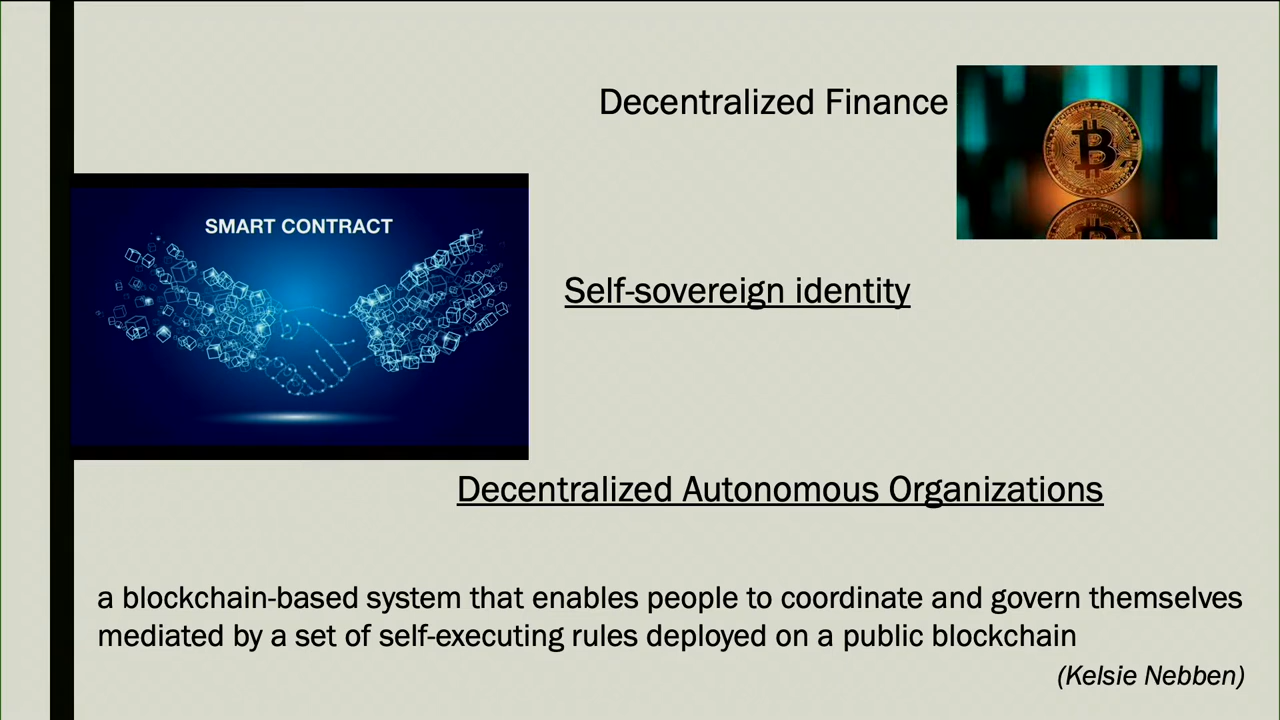 Decentralized Finance
SMART CONTRACT
Self-sovereign identity
Decentralized Autonomous Organizations
a blockchain-based system that enables people to coordinate and govern themselves
mediated by a set of self-executing rules deployed on a public blockchain
(Kelsie Nebben)